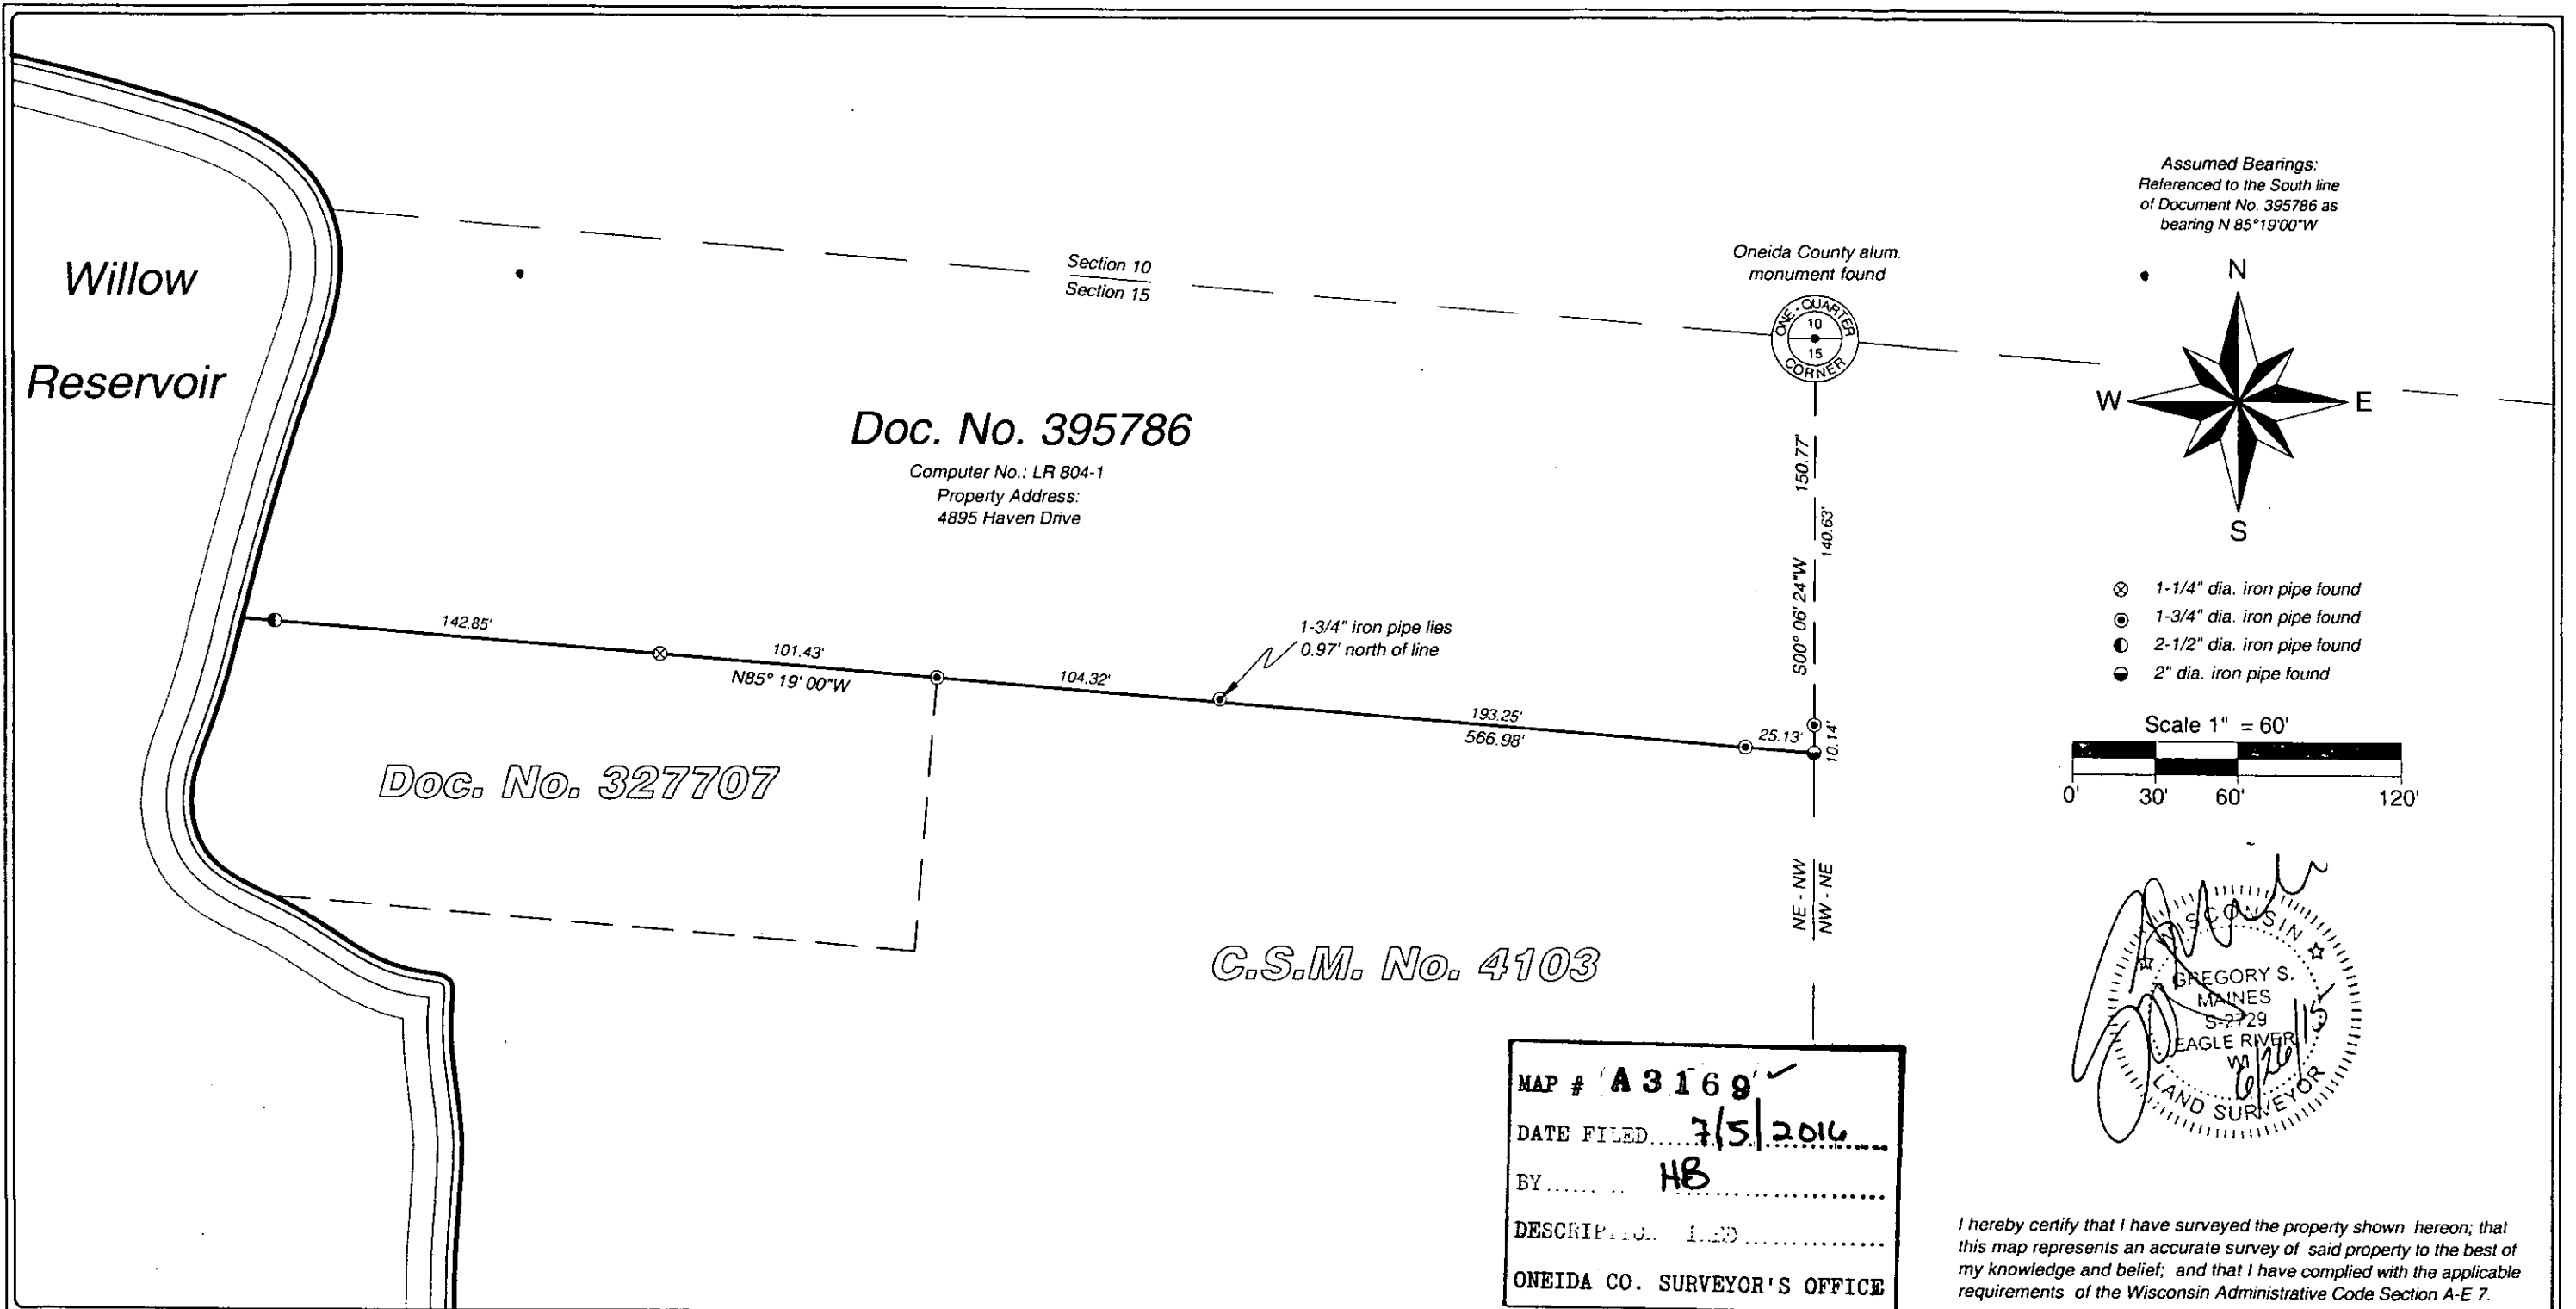 Willow
Reservoir
Section 10
Section 15
Oneida County alum.
monument found
ONE-QUARTER
10
15
CORNER
Assumed Bearings:
Referenced to the South line
of Document No. 395786 as
bearing N 85°19'00"W
N
W
E
S
Doc. No. 395786
Computer No.: LR 804-1
Property Address:
4895 Haven Drive
150.77'
140.63'
S00° 06' 24"W
10.14'
1-1/4" dia. iron pipe found
1-3/4" dia. iron pipe found
2-1/2" dia. iron pipe found
2" dia. iron pipe found
142.85'
101.43'
N85° 19' 00"W
104.32'
1-3/4" iron pipe lies
0.97' north of line
193.25'
566.98'
25.13'
Scale 1" = 60'
0' 30' 60' 120'
Doc. No. 327707
NE - NW
NW - NE
C.S.M. No. 4103
WISCONSIN
GREGORY S.
MAINES
S-2729
EAGLE RIVER
WI
LAND SURVEYOR
6/26/15
MAP # A3169
DATE FILED.....7/5/2016......
BY...... .. HB..................
DESCRIP
ONEIDA CO. SURVEYOR'S OFFICE
I hereby certify that I have surveyed the property shown hereon; that
this map represents an accurate survey of said property to the best of
my knowledge and belief; and that I have complied with the applicable
requirements of the Wisconsin Administrative Code Section A-E 7.